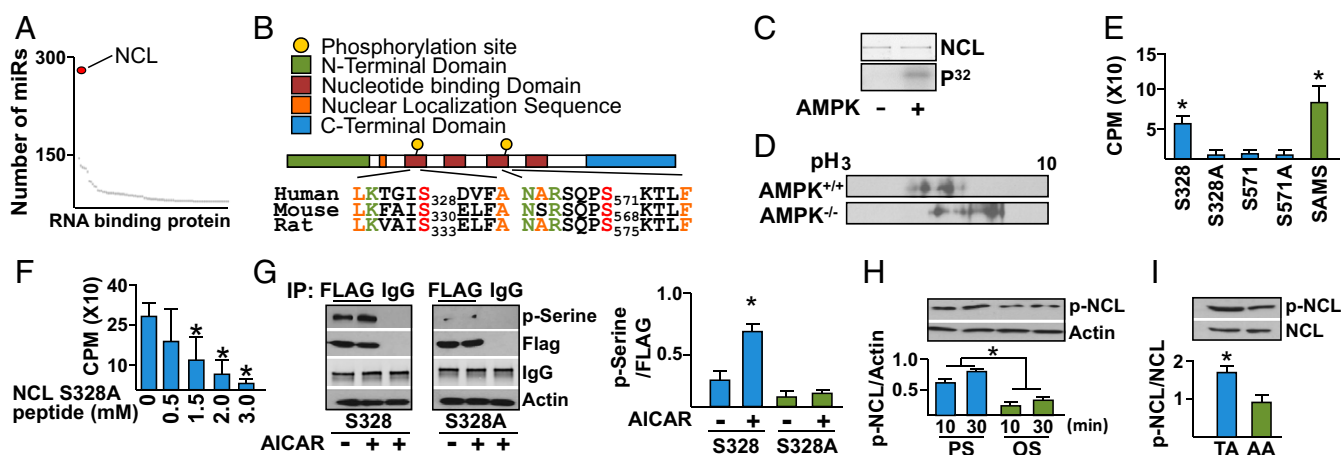 A
300
NCL
Number of miRs
150
RNA binding protein
B
Phosphorylation site
N-Terminal Domain
Nucleotide binding Domain
Nuclear Localization Sequence
C-Terminal Domain
Human LKTGIS328DVFA NARSQPS571KTLF
Mouse LKFAIS330ELFA NSRSQPS568KTLF
Rat LKVAIS333ELFA NARSQPS575KTLF
C
NCL
P32
AMPK - +
D
pH 3 10
AMPK+/+
AMPK-/-
E
CPM (X10)
15
10
5
* *
S328 S328A S571 S571A SAMS
F
CPM (X10)
40
25
10
* * *
NCL S328A
peptide (mM)
0 0.5 1.5 2.0 3.0
G
IP: FLAG IgG FLAG IgG
p-Serine
Flag
IgG
Actin
S328 S328A
AICAR - + + - + +
p-Serine
/FLAG
1.0
0.5
*
AICAR - + - +
S328 S328A
H
p-NCL
Actin
p-NCL/Actin
1.0
0.5
*
10 30 10 30 (min)
PS OS
I
p-NCL
NCL
p-NCL/NCL
2
1
*
TA AA